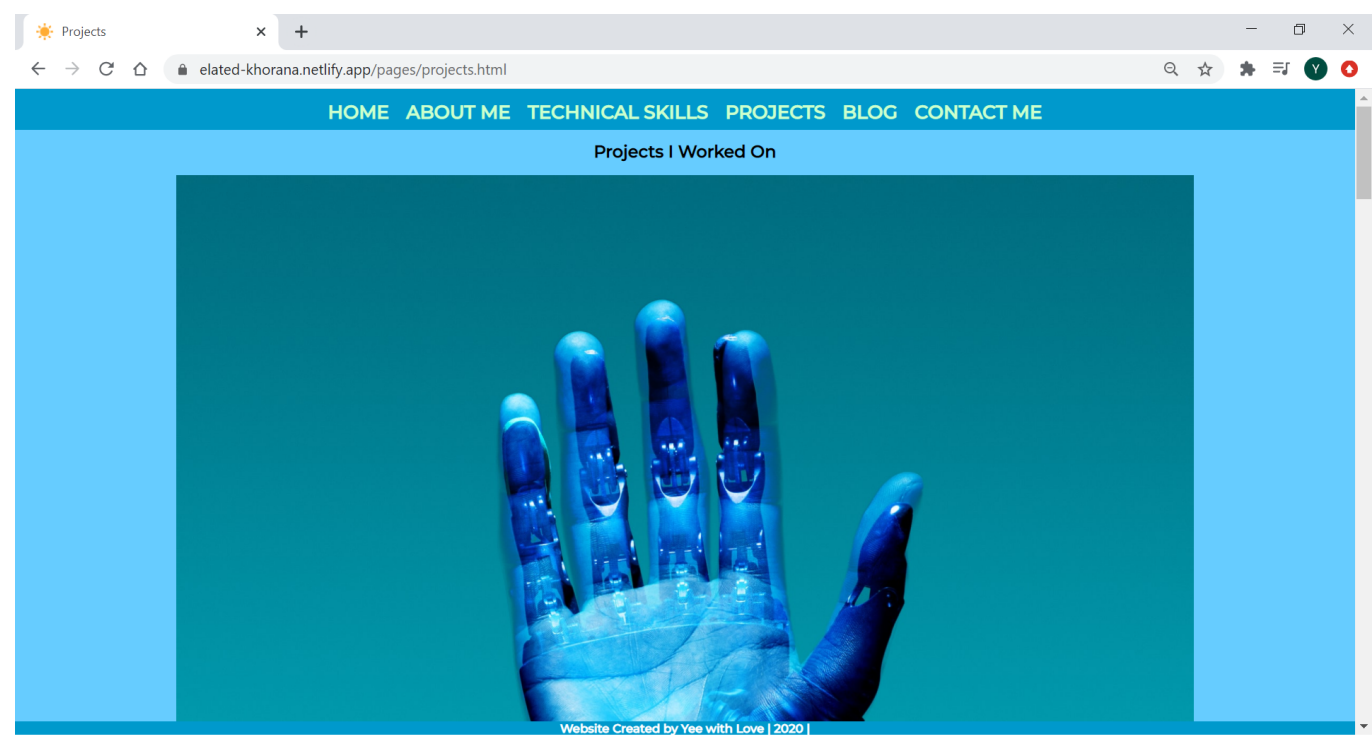 Projects
elated-khorana.netlify.app/pages/projects.html
Y
HOME ABOUT ME TECHNICAL SKILLS PROJECTS BLOG CONTACT ME
Projects I Worked On
Website Created by Yee with Love | 2020 |